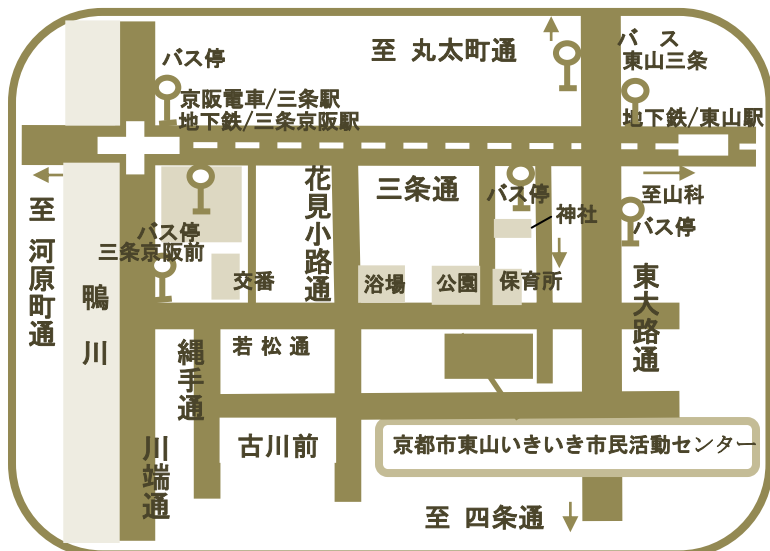 至 丸太町通
バス
東山三条
バス停
京阪電車/三条駅
地下鉄/三条京阪駅
地下鉄/東山駅
花見小路通
三条通
バス停
至山科
神社
バス停
至 河原町通
バス停
三条京阪前
交番
浴場
公園
保育所
東大路通
鴨川
縄手通
若松通
川端通
古川前
京都市東山いきいき市民活動センター
至 四条通